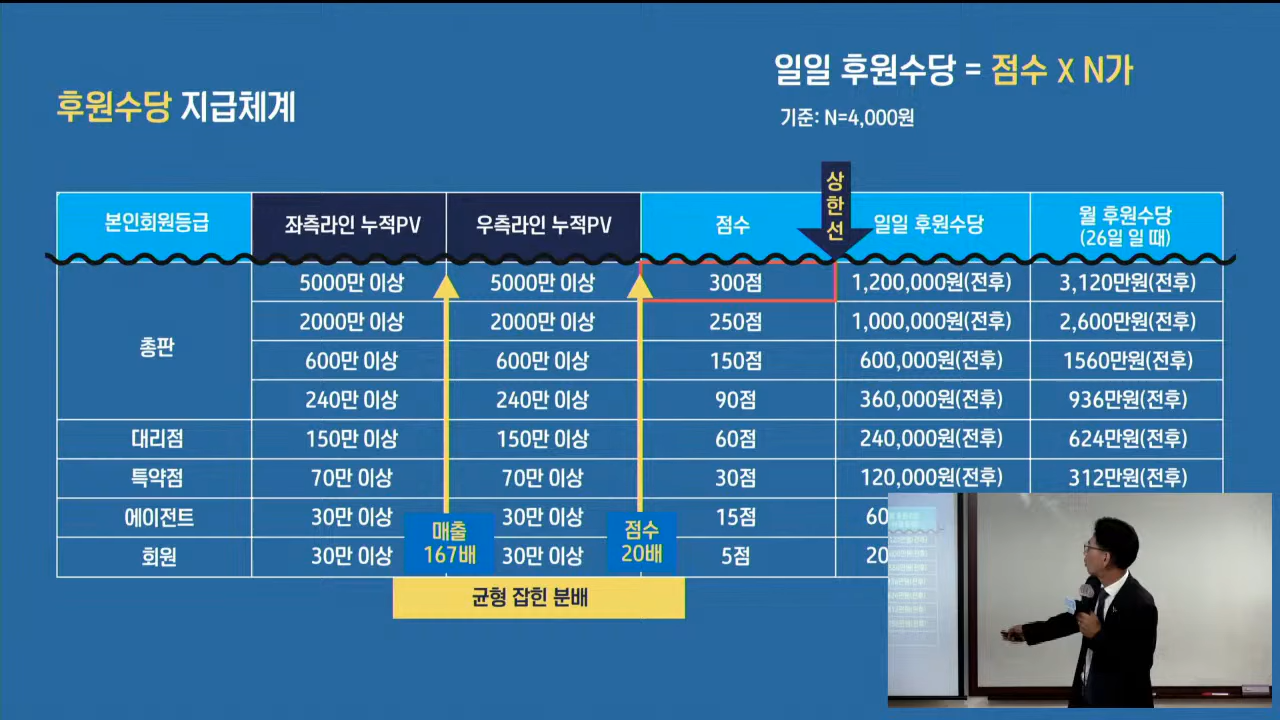 일일 후원수당 = 점수 X N가
후원수당 지급체계
기준: N=4,000원
상한선
본인회원등급 좌측라인 누적PV 우측라인 누적PV 점수 일일 후원수당 월 후원수당
(26일 일 때)
5000만 이상 5000만 이상 300점 1,200,000원(전후) 3,120만원(전후)
2000만 이상 2000만 이상 250점 1,000,000원(전후) 2,600만원(전후)
총판
600만 이상 600만 이상 150점 600,000원(전후) 1560만원(전후)
240만 이상 240만 이상 90점 360,000원(전후) 936만원(전후)
대리점 150만 이상 150만 이상 60점 240,000원(전후) 624만원(전후)
특약점 70만 이상 70만 이상 30점 120,000원(전후) 312만원(전후)
에이전트 30만 이상 30만 이상 15점 60
회원 30만 이상 30만 이상 5점 20
매출
167배
점수
20배
균형 잡힌 분배